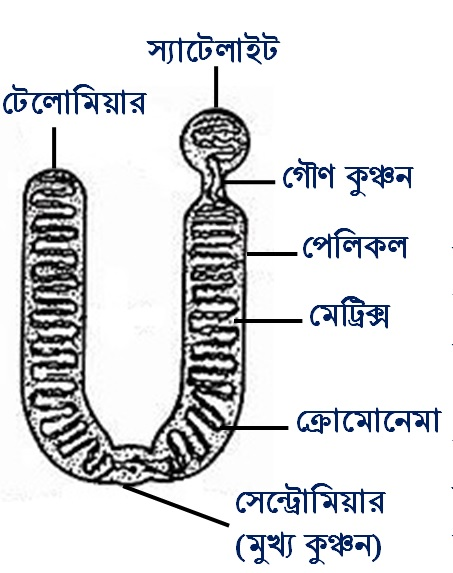 স্যাটেলাইট
টেলোমিয়ার
গৌণ কুঞ্চন
পেলিকল
মেট্রিক্স
ক্রোমোনেমা
সেন্ট্রোমিয়ার
(মুখ্য কুঞ্চন)